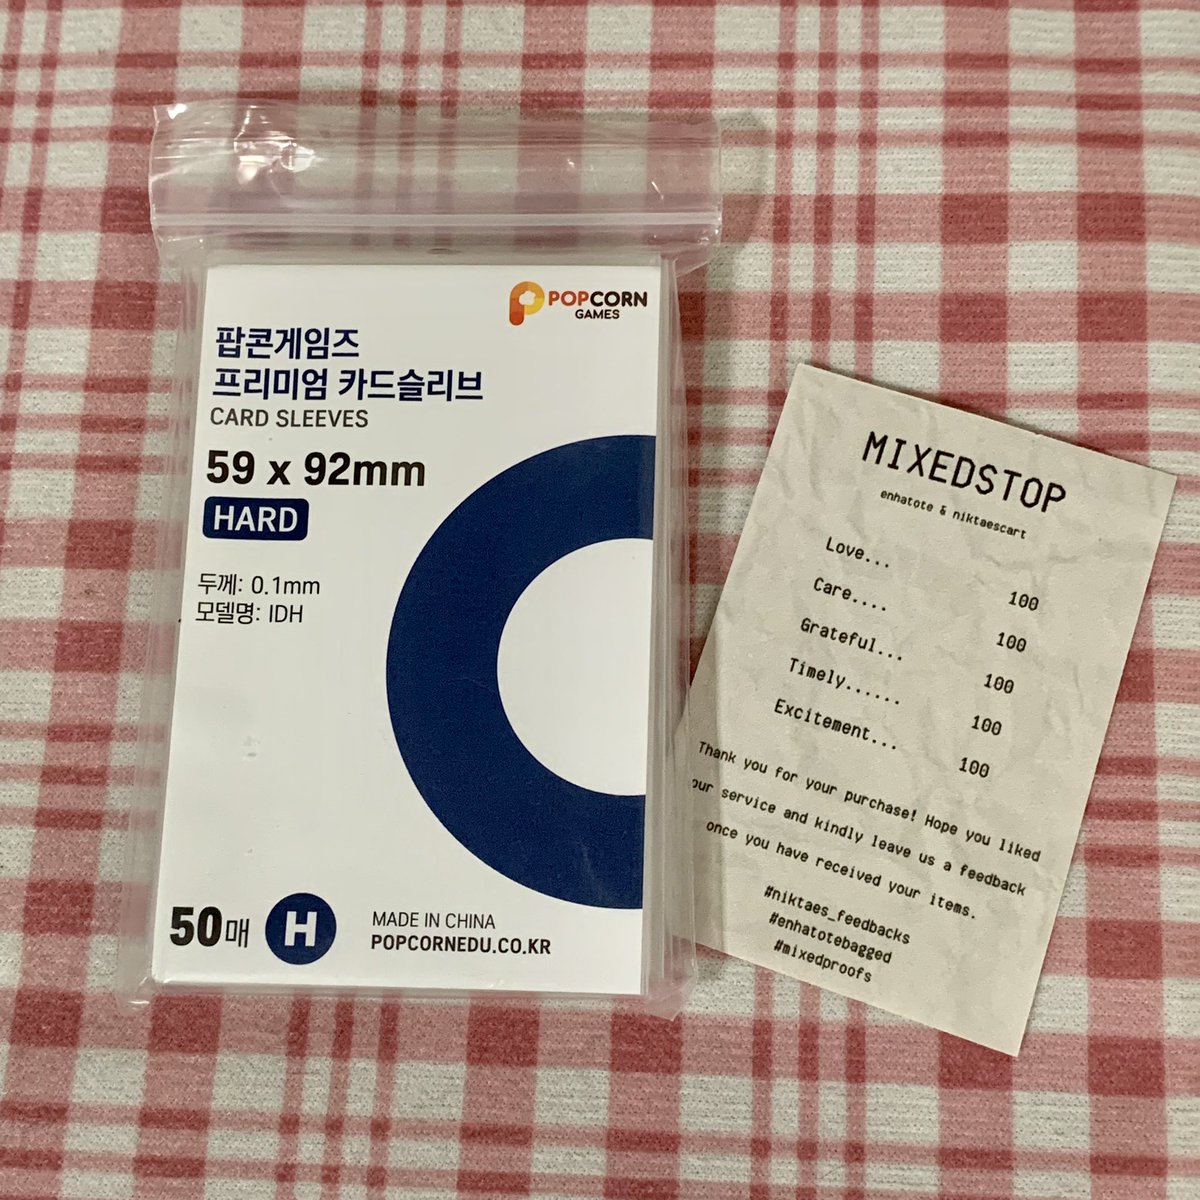 POPCORN
GAMES
팝콘게임즈
프리미엄 카드슬리브
CARD SLEEVES
59 x 92mm
HARD
두께: 0.1mm
모델명: IDH
50매
H
MADE IN CHINA
POPCORNEDU.CO.KR
MIXEDSTOP
enhatote & niktaescart
Love... 100
Care.... 100
Grateful... 100
Timely...... 100
Excitement... 100
Thank you for your purchase! Hope you liked
our service and kindly leave us a feedback
once you have received your items.
#niktaes_feedbacks
#enhatotebagged
#mixedproofs